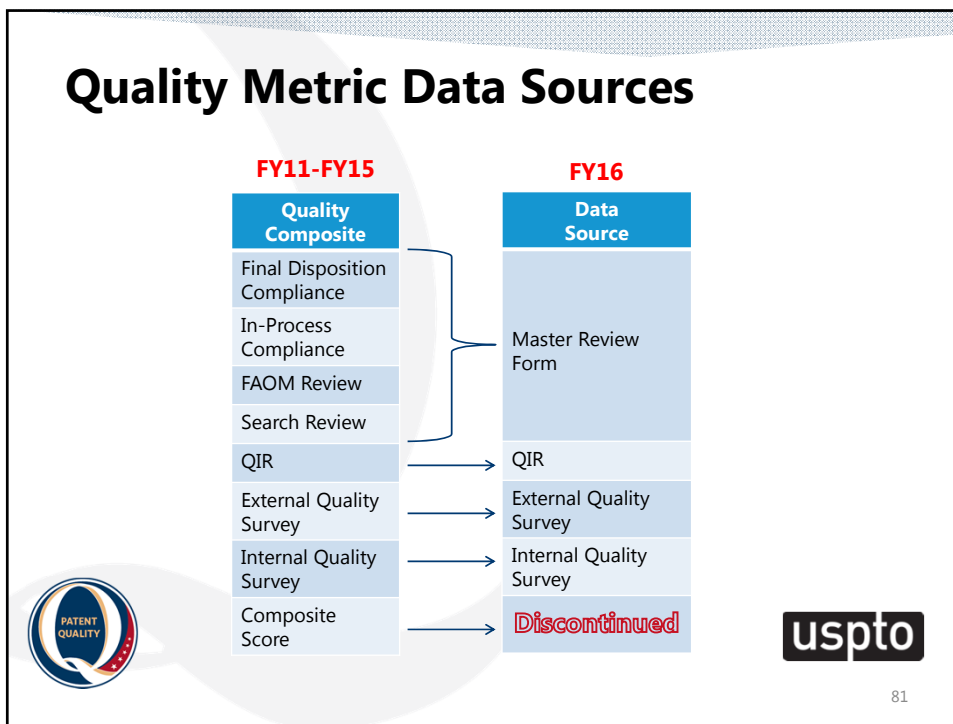 Quality Metric Data Sources
FY11-FY15
Quality
Composite
Final Disposition
Compliance
In-Process
Compliance
FAOM Review
Search Review
QIR
External Quality
Survey
Internal Quality
Survey
Composite
Score
FY16
Data
Source
Master Review
Form
QIR
External Quality
Survey
Internal Quality
Survey
Discontinued
PATENT
QUALITY
uspto
81